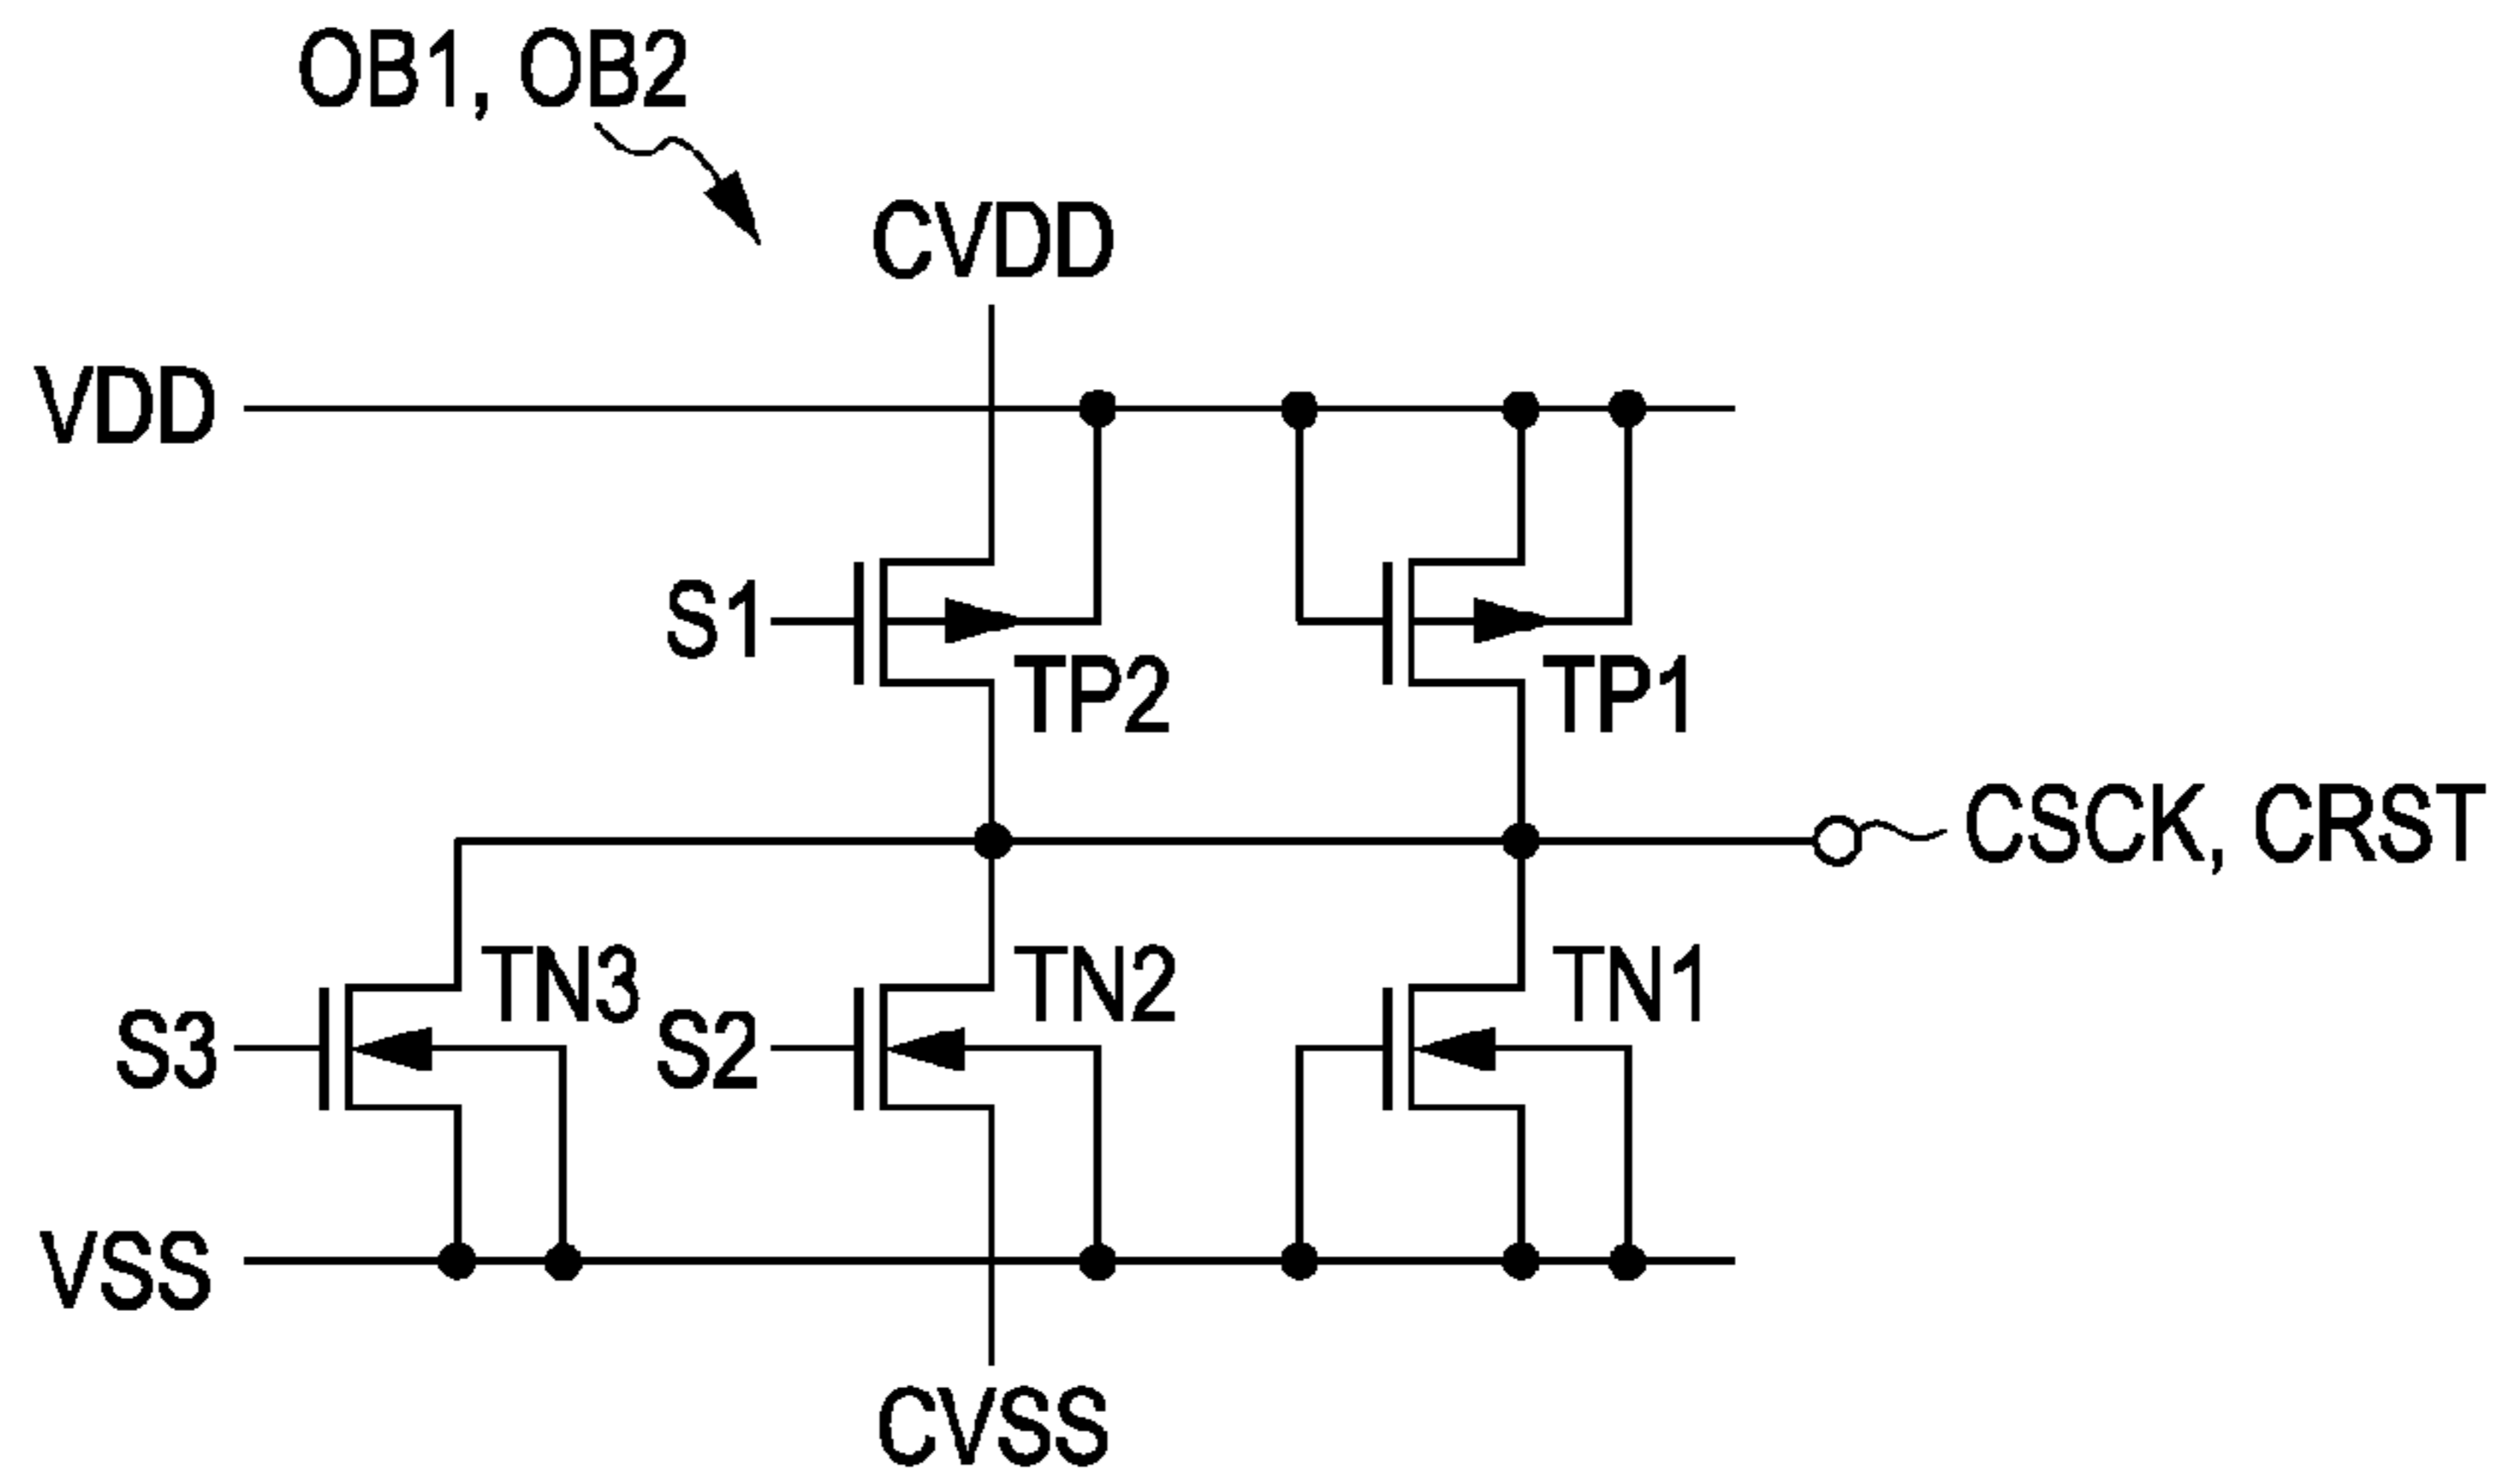 OB1, OB2
CVDD
VDD
S1
TP2
TP1
CSCK, CRST
TN3
TN2
TN1
S3
S2
VSS
CVSS